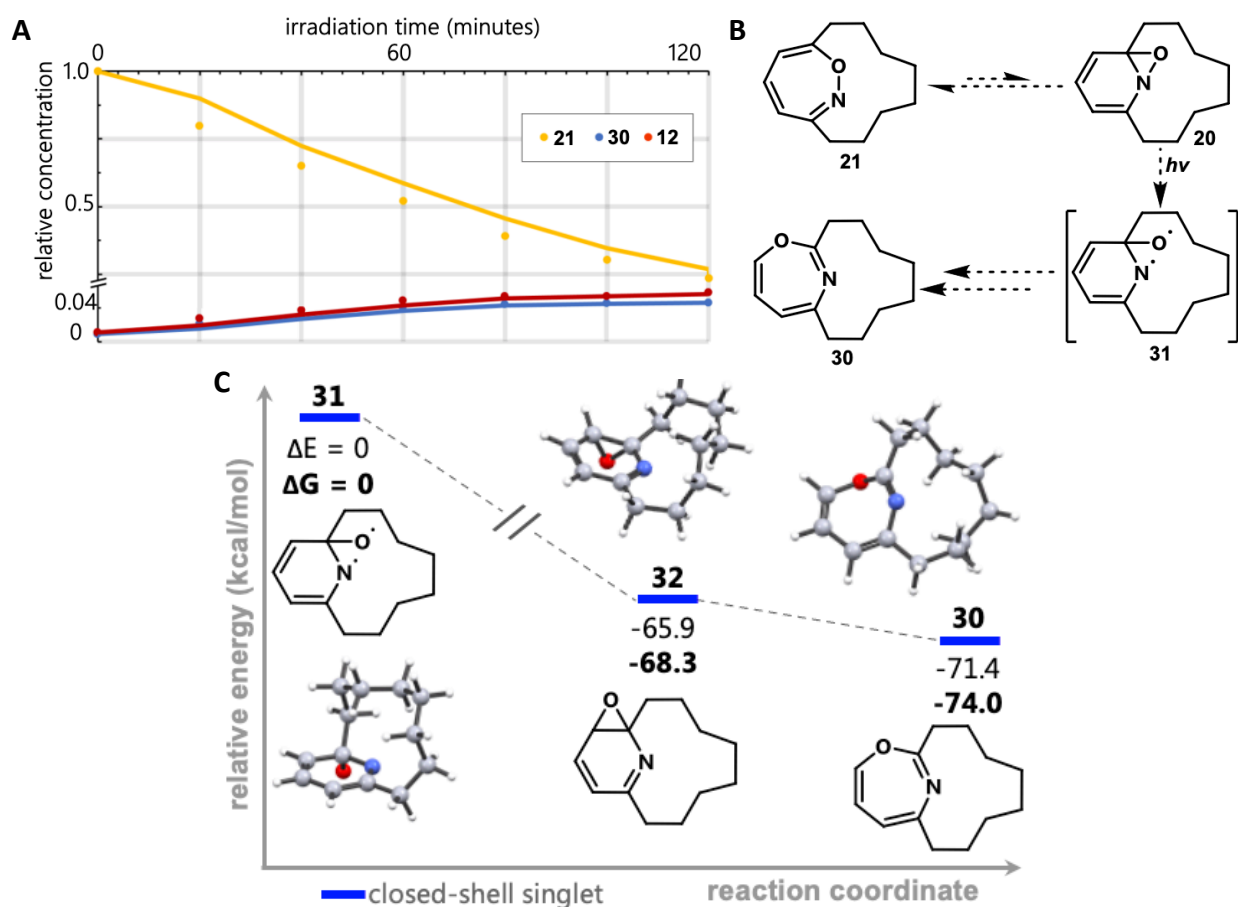 A
irradiation time (minutes)
0 60 120
relative concentration
1.0
0.5
0.04
0
21 30 12
B
O
N
21
O
N
20
hv
O
N
30
O·
N·
31
C
relative energy (kcal/mol)
31
ΔE = 0
ΔG = 0
O·
N·
32
-65.9
-68.3
O
N
30
-71.4
-74.0
O
N
closed-shell singlet
reaction coordinate